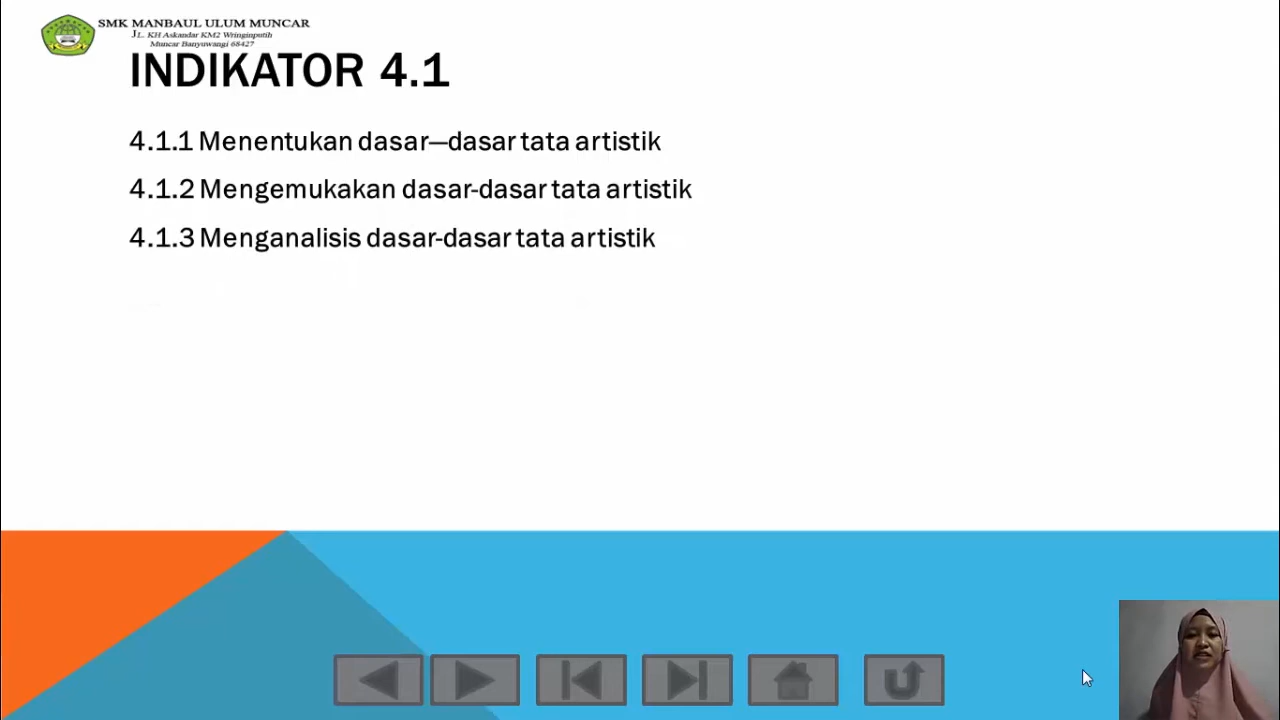 SMK MANBAUL ULUM MUNCAR
JL. KH Askandar KM2 Wringinputih
Muncar Banyuwangi 68427
INDIKATOR 4.1
4.1.1 Menentukan dasar—dasar tata artistik
4.1.2 Mengemukakan dasar-dasar tata artistik
4.1.3 Menganalisis dasar-dasar tata artistik